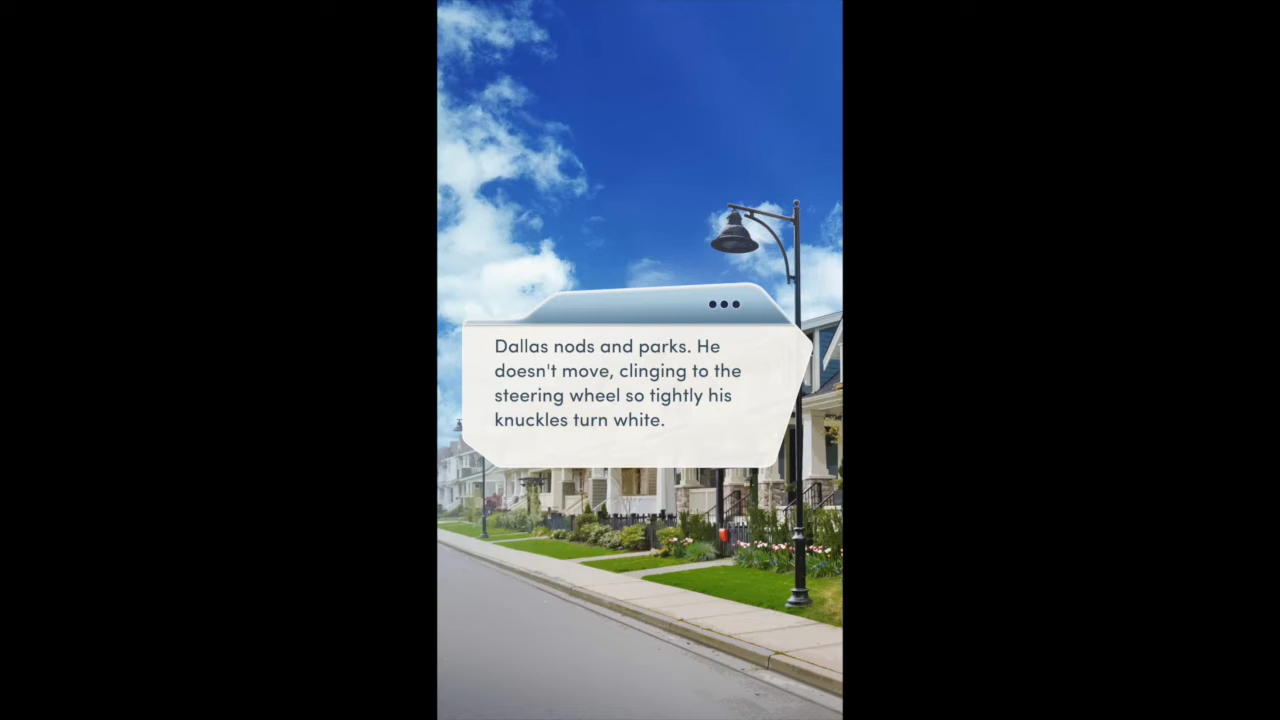 Dallas nods and parks. He
doesn't move, clinging to the
steering wheel so tightly his
knuckles turn white.